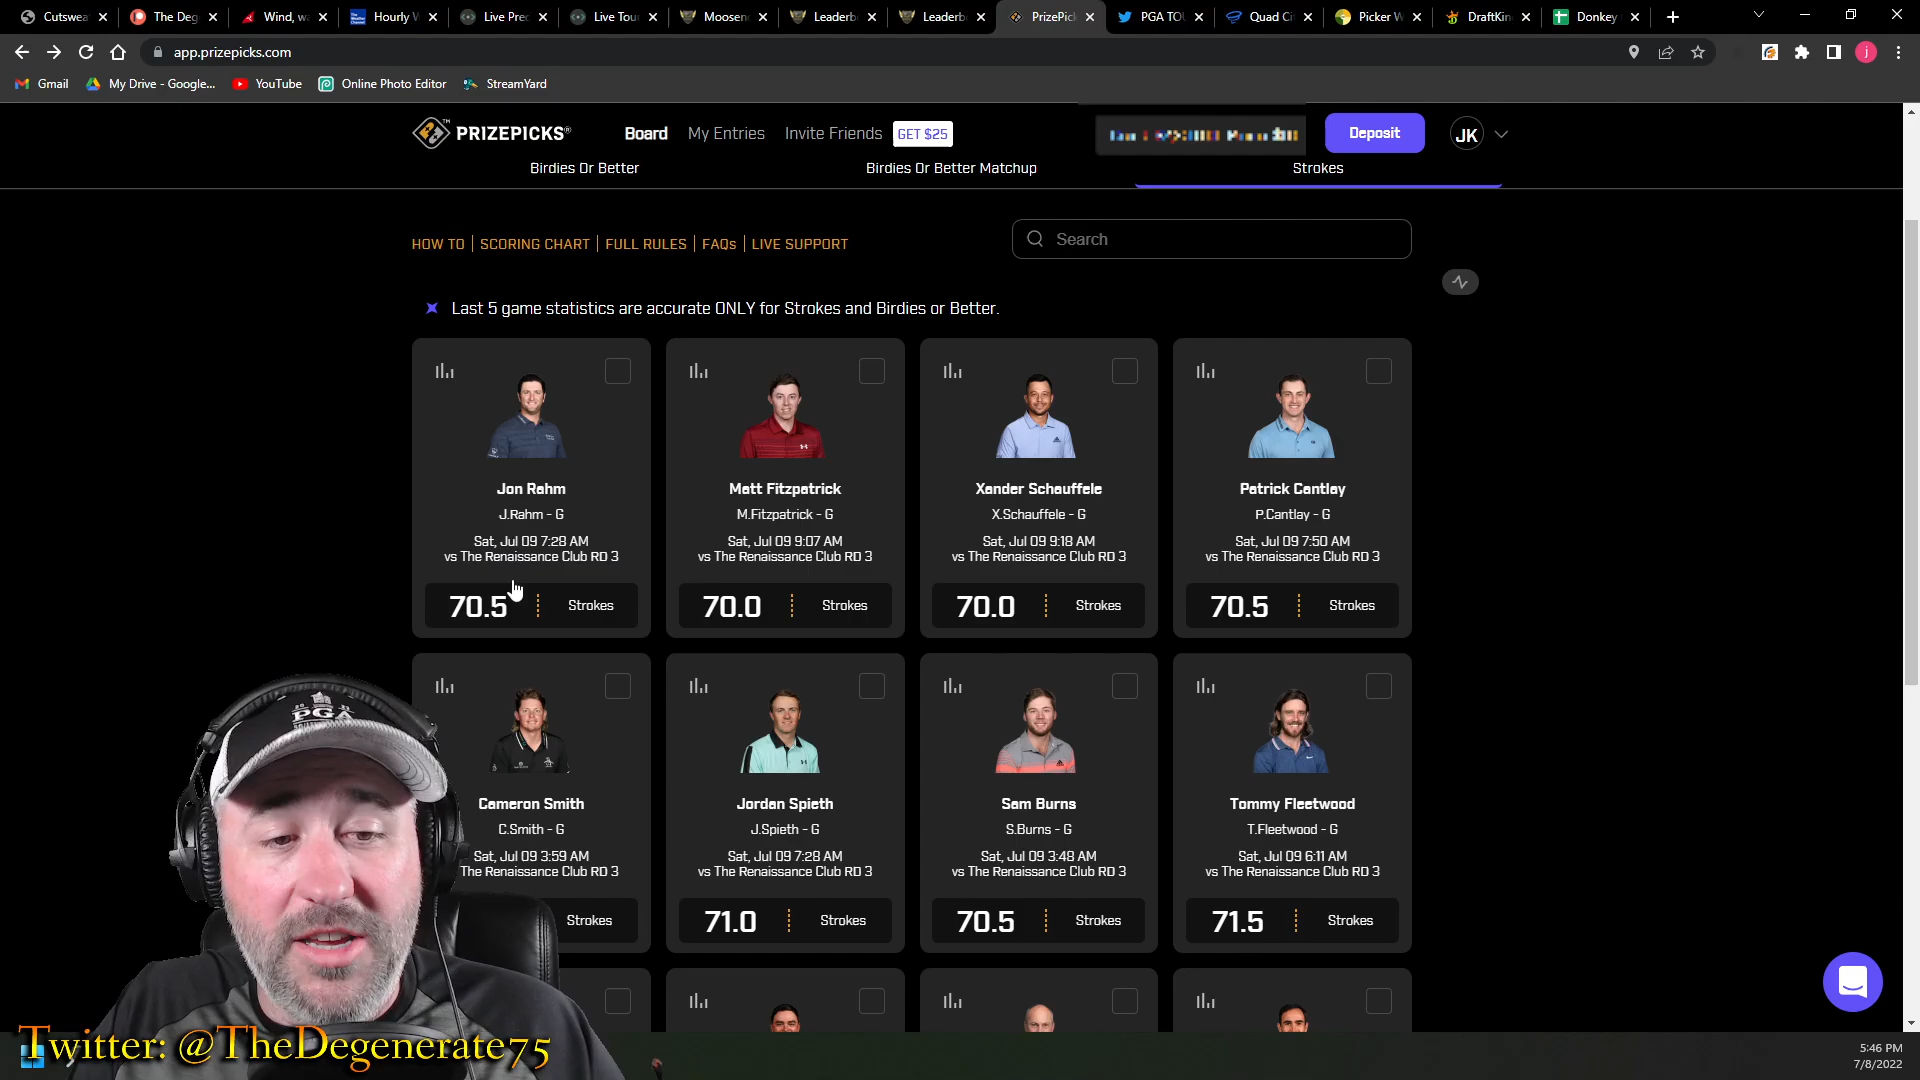 Cutswea
The Deg
Wind, wa
Hourly W
Live Prec
Live Tour
Moosen
Leaderb
Leaderb
PrizePick
PGA TOU
Quad Ci
Picker W
DraftKin
Donkey
app.prizepicks.com
j
Gmail
My Drive - Google...
YouTube
Online Photo Editor
StreamYard
PRIZEPICKS
Board
My Entries
Invite Friends
GET $25
Deposit
JK
Birdies Or Better
Birdies Or Better Matchup
Strokes
HOW TO | SCORING CHART | FULL RULES | FAQs | LIVE SUPPORT
Search
Last 5 game statistics are accurate ONLY for Strokes and Birdies or Better.
Jon Rahm
J.Rahm - G
Sat, Jul 09 7:28 AM
vs The Renaissance Club RD 3
70.5 Strokes
Matt Fitzpatrick
M.Fitzpatrick - G
Sat, Jul 09 9:07 AM
vs The Renaissance Club RD 3
70.0 Strokes
Xander Schauffele
X.Schauffele - G
Sat, Jul 09 9:18 AM
vs The Renaissance Club RD 3
70.0 Strokes
Patrick Cantlay
P.Cantlay - G
Sat, Jul 09 7:50 AM
vs The Renaissance Club RD 3
70.5 Strokes
Cameron Smith
C.Smith - G
Sat, Jul 09 3:59 AM
The Renaissance Club RD 3
Strokes
Jordan Spieth
J.Spieth - G
Sat, Jul 09 7:28 AM
vs The Renaissance Club RD 3
71.0 Strokes
Sam Burns
S.Burns - G
Sat, Jul 09 3:48 AM
vs The Renaissance Club RD 3
70.5 Strokes
Tommy Fleetwood
T.Fleetwood - G
Sat, Jul 09 6:11 AM
vs The Renaissance Club RD 3
71.5 Strokes
PGA
Twitter: @TheDegenerate75
5:46 PM
7/8/2022